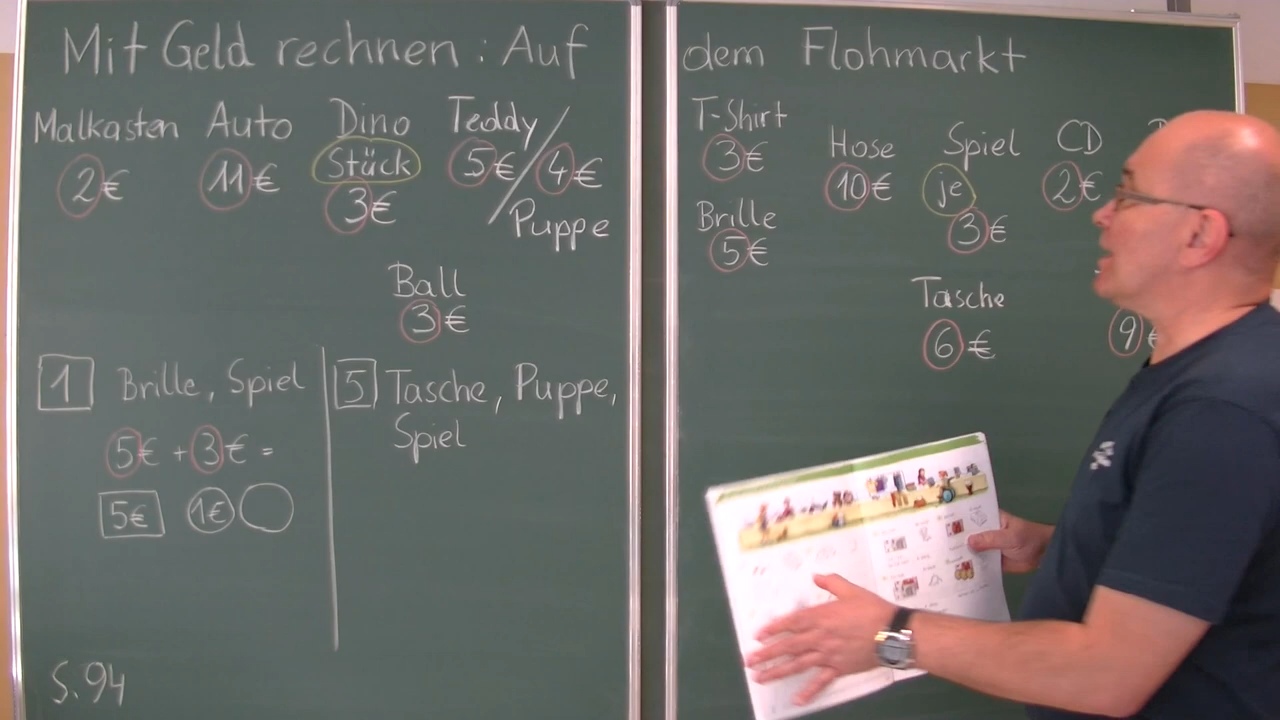 Mit Geld rechnen : Auf dem Flohmarkt
Malkasten
2€
Auto
11€
Dino
Stück
3€
Teddy /
5€ / 4€
Puppe
Ball
3€
T-Shirt
3€
Brille
5€
Hose
10€
Spiel
je
3€
CD
2€
Tasche
6€
9€
1 Brille, Spiel
5€ + 3€ =
5€ 1€
5 Tasche, Puppe,
Spiel
S. 94